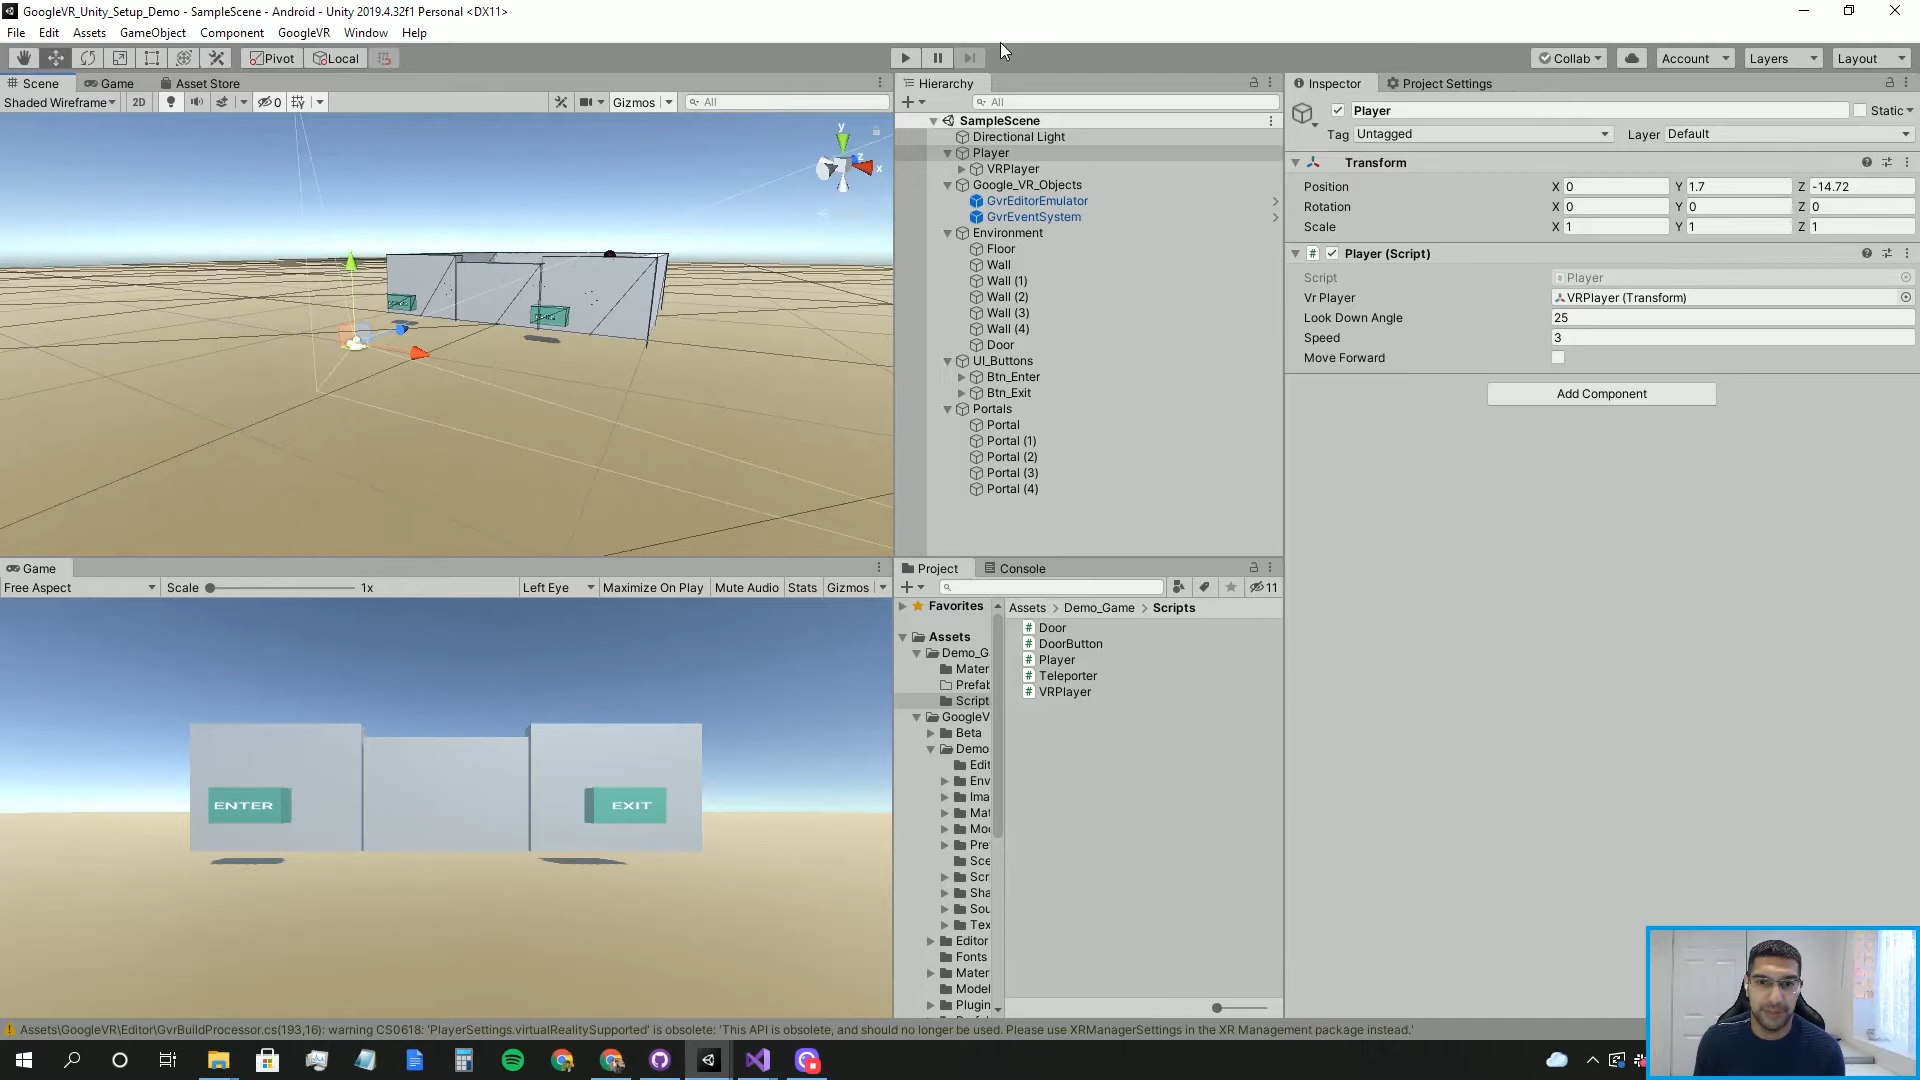 GoogleVR_Unity_Setup_Demo - SampleScene - Android - Unity 2019.4.32f1 Personal <DX11>
File Edit Assets GameObject Component GoogleVR Window Help
Pivot Local Collab Account Layers Layout
Scene Game Asset Store
Shaded Wireframe 2D 0 Gizmos All
y z x
Hierarchy
All
SampleScene
Directional Light
Player
VRPlayer
Google_VR_Objects
GvrEditorEmulator
GvrEventSystem
Environment
Floor
Wall
Wall (1)
Wall (2)
Wall (3)
Wall (4)
Door
UI_Buttons
Btn_Enter
Btn_Exit
Portals
Portal
Portal (1)
Portal (2)
Portal (3)
Portal (4)
Inspector Project Settings
Player Static
Tag Untagged Layer Default
Transform
Position X 0 Y 1.7 Z -14.72
Rotation X 0 Y 0 Z 0
Scale X 1 Y 1 Z 1
# Player (Script)
Script Player
Vr Player VRPlayer (Transform)
Look Down Angle 25
Speed 3
Move Forward
Add Component
Game
Free Aspect Scale 1x Left Eye Maximize On Play Mute Audio Stats Gizmos
ENTER EXIT
Project Console
11
Favorites
Assets
Demo_G
Mater
Prefab
Script
GoogleV
Beta
Demo
Edit
Env
Ima
Mat
Mod
Pre
Sce
Scr
Sha
Sou
Tex
Editor
Fonts
Mater
Model
Plugin
Assets > Demo_Game > Scripts
# Door
# DoorButton
# Player
# Teleporter
# VRPlayer
Assets\GoogleVR\Editor\GvrBuildProcessor.cs(193,16): warning CS0618: 'PlayerSettings.virtualRealitySupported' is obsolete: 'This API is obsolete, and should no longer be used. Please use XRManagerSettings in the XR Management package instead.'